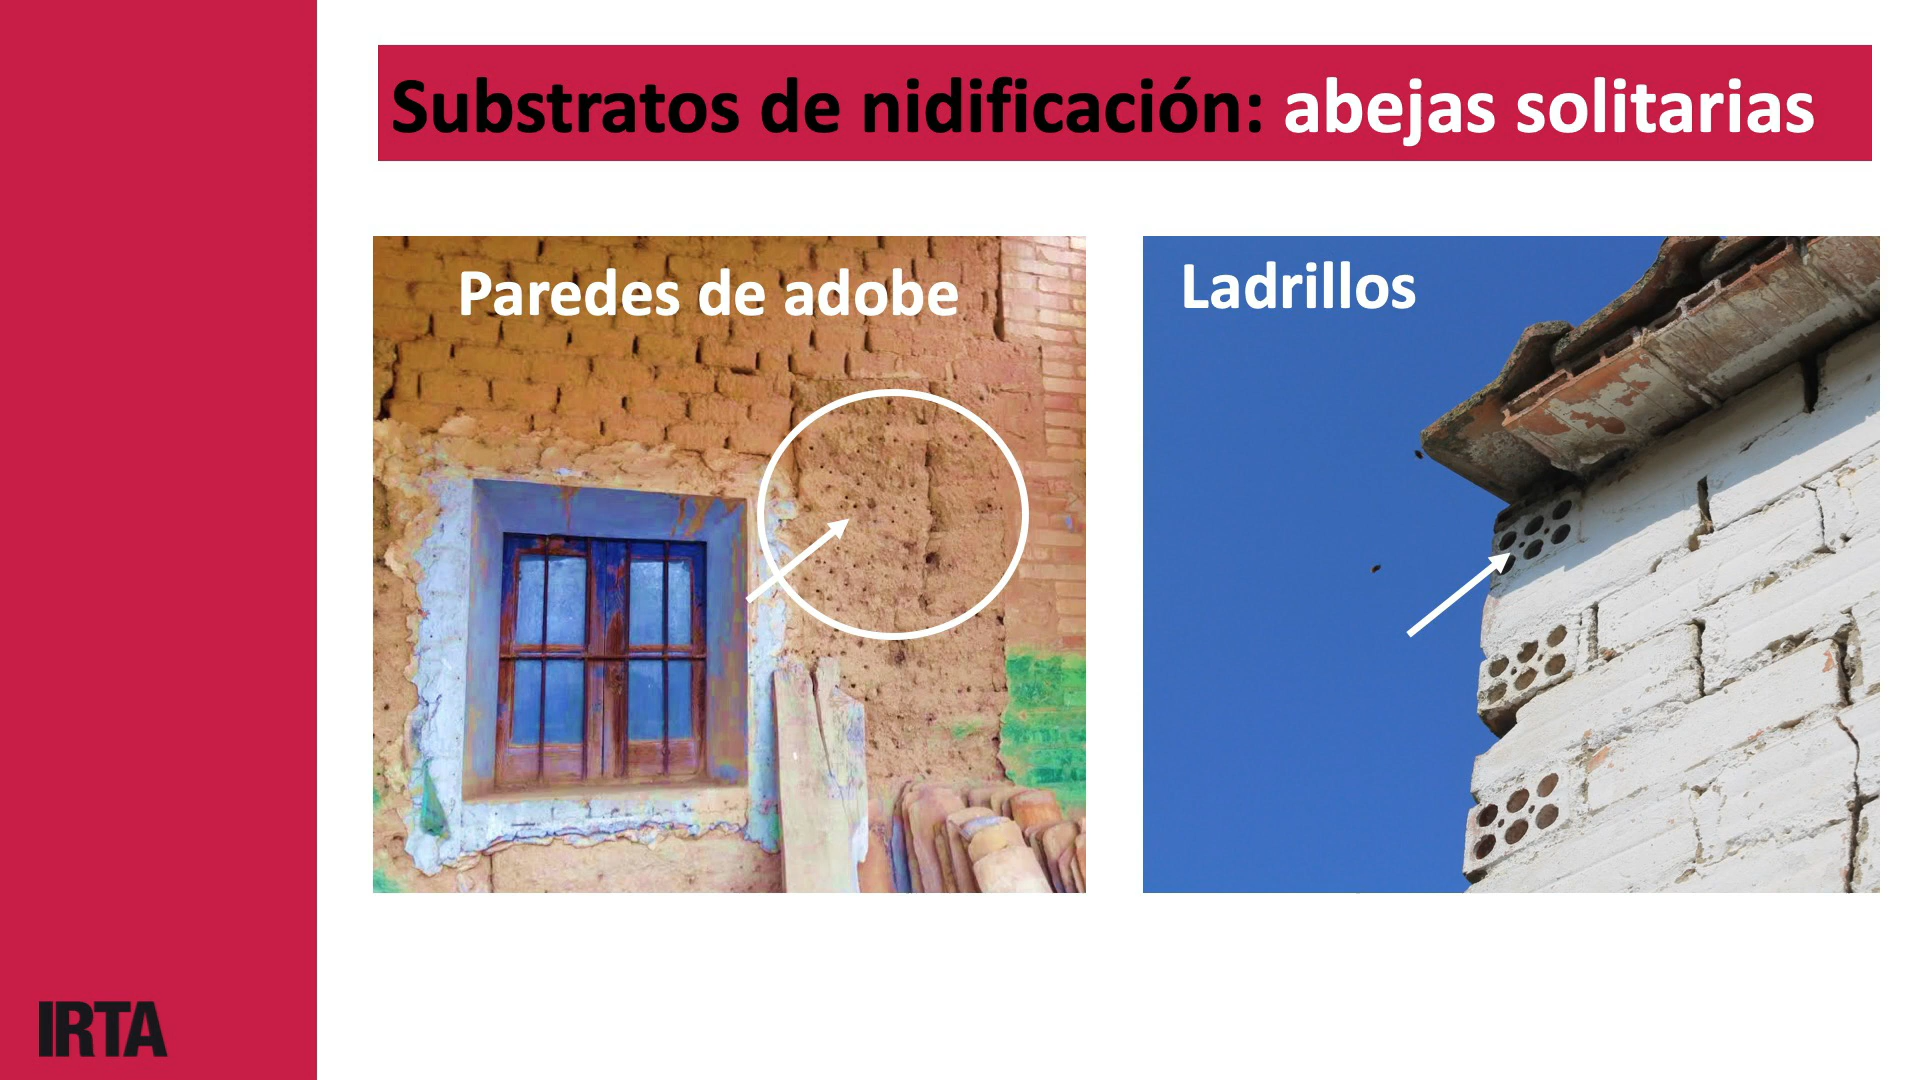 Substratos de nidificación: abejas solitarias
Paredes de adobe
Ladrillos
IRTA